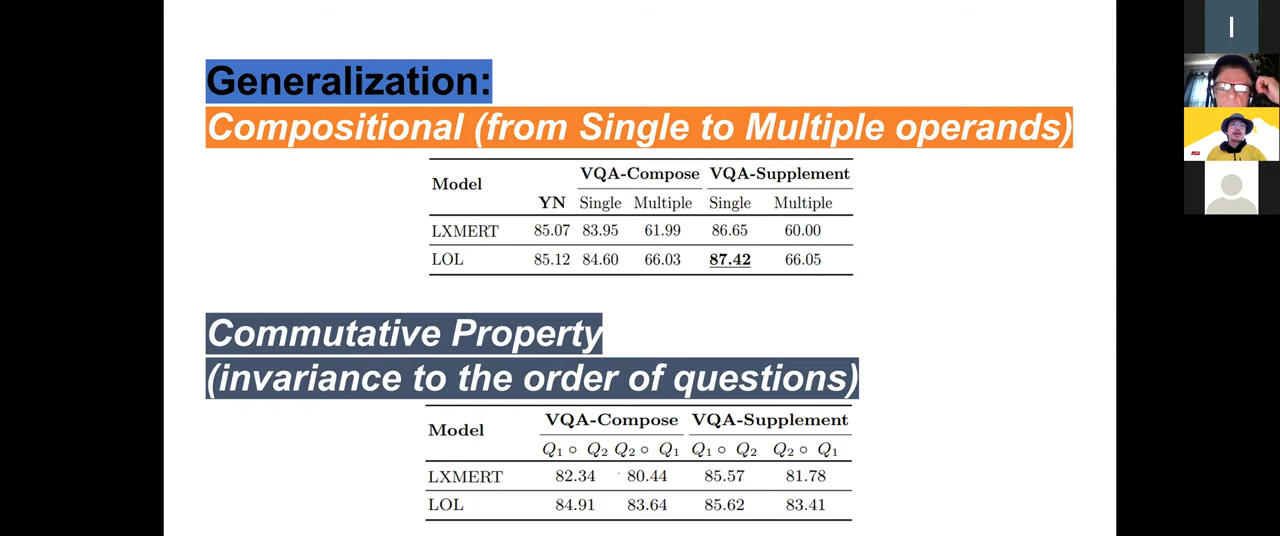 Generalization:
Compositional (from Single to Multiple operands)
Model YN VQA-Compose VQA-Supplement
Single Multiple Single Multiple
LXMERT 85.07 83.95 61.99 86.65 60.00
LOL 85.12 84.60 66.03 87.42 66.05
Commutative Property
(invariance to the order of questions)
Model VQA-Compose VQA-Supplement
Q1 ∘ Q2 Q2 ∘ Q1 Q1 ∘ Q2 Q2 ∘ Q1
LXMERT 82.34 80.44 85.57 81.78
LOL 84.91 83.64 85.62 83.41
I
ASU